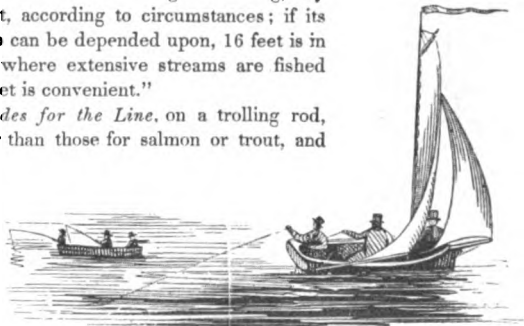 t, according to circumstances; if its
can be depended upon, 16 feet is in
where extensive streams are fished
et is convenient."
des for the Line, on a trolling rod,
than those for salmon or trout, and